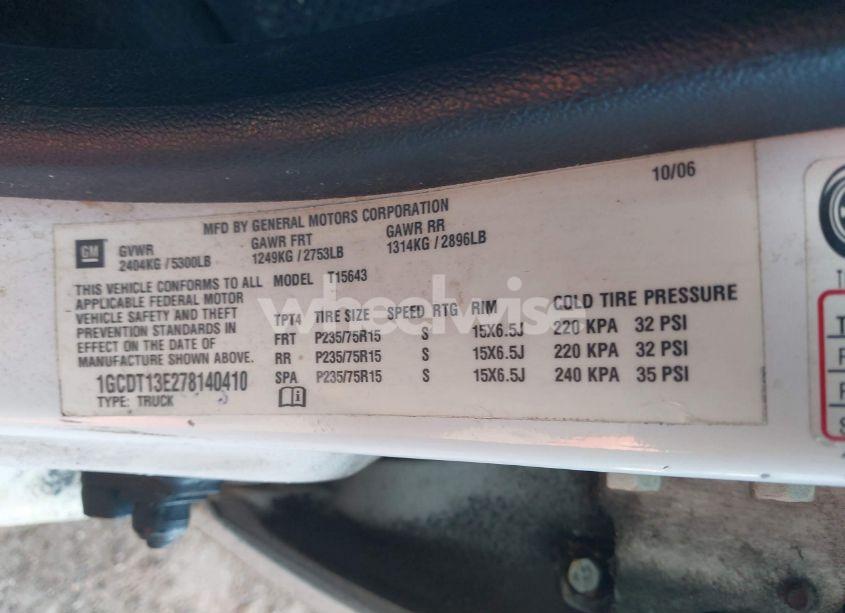 10/06
MFD BY GENERAL MOTORS CORPORATION
GM
GVWR GAWR FRT GAWR RR
2404KG / 5300LB 1249KG / 2753LB 1314KG / 2896LB
THIS VEHICLE CONFORMS TO ALL
APPLICABLE FEDERAL MOTOR
VEHICLE SAFETY AND THEFT
PREVENTION STANDARDS IN
EFFECT ON THE DATE OF
MANUFACTURE SHOWN ABOVE.
1GCDT13E278140410
TYPE: TRUCK
MODEL T15643
TPT4 TIRE SIZE SPEED RTG RIM COLD TIRE PRESSURE
FRT P235/75R15 S 15X6.5J 220 KPA 32 PSI
RR P235/75R15 S 15X6.5J 220 KPA 32 PSI
SPA P235/75R15 S 15X6.5J 240 KPA 35 PSI
wheelwise